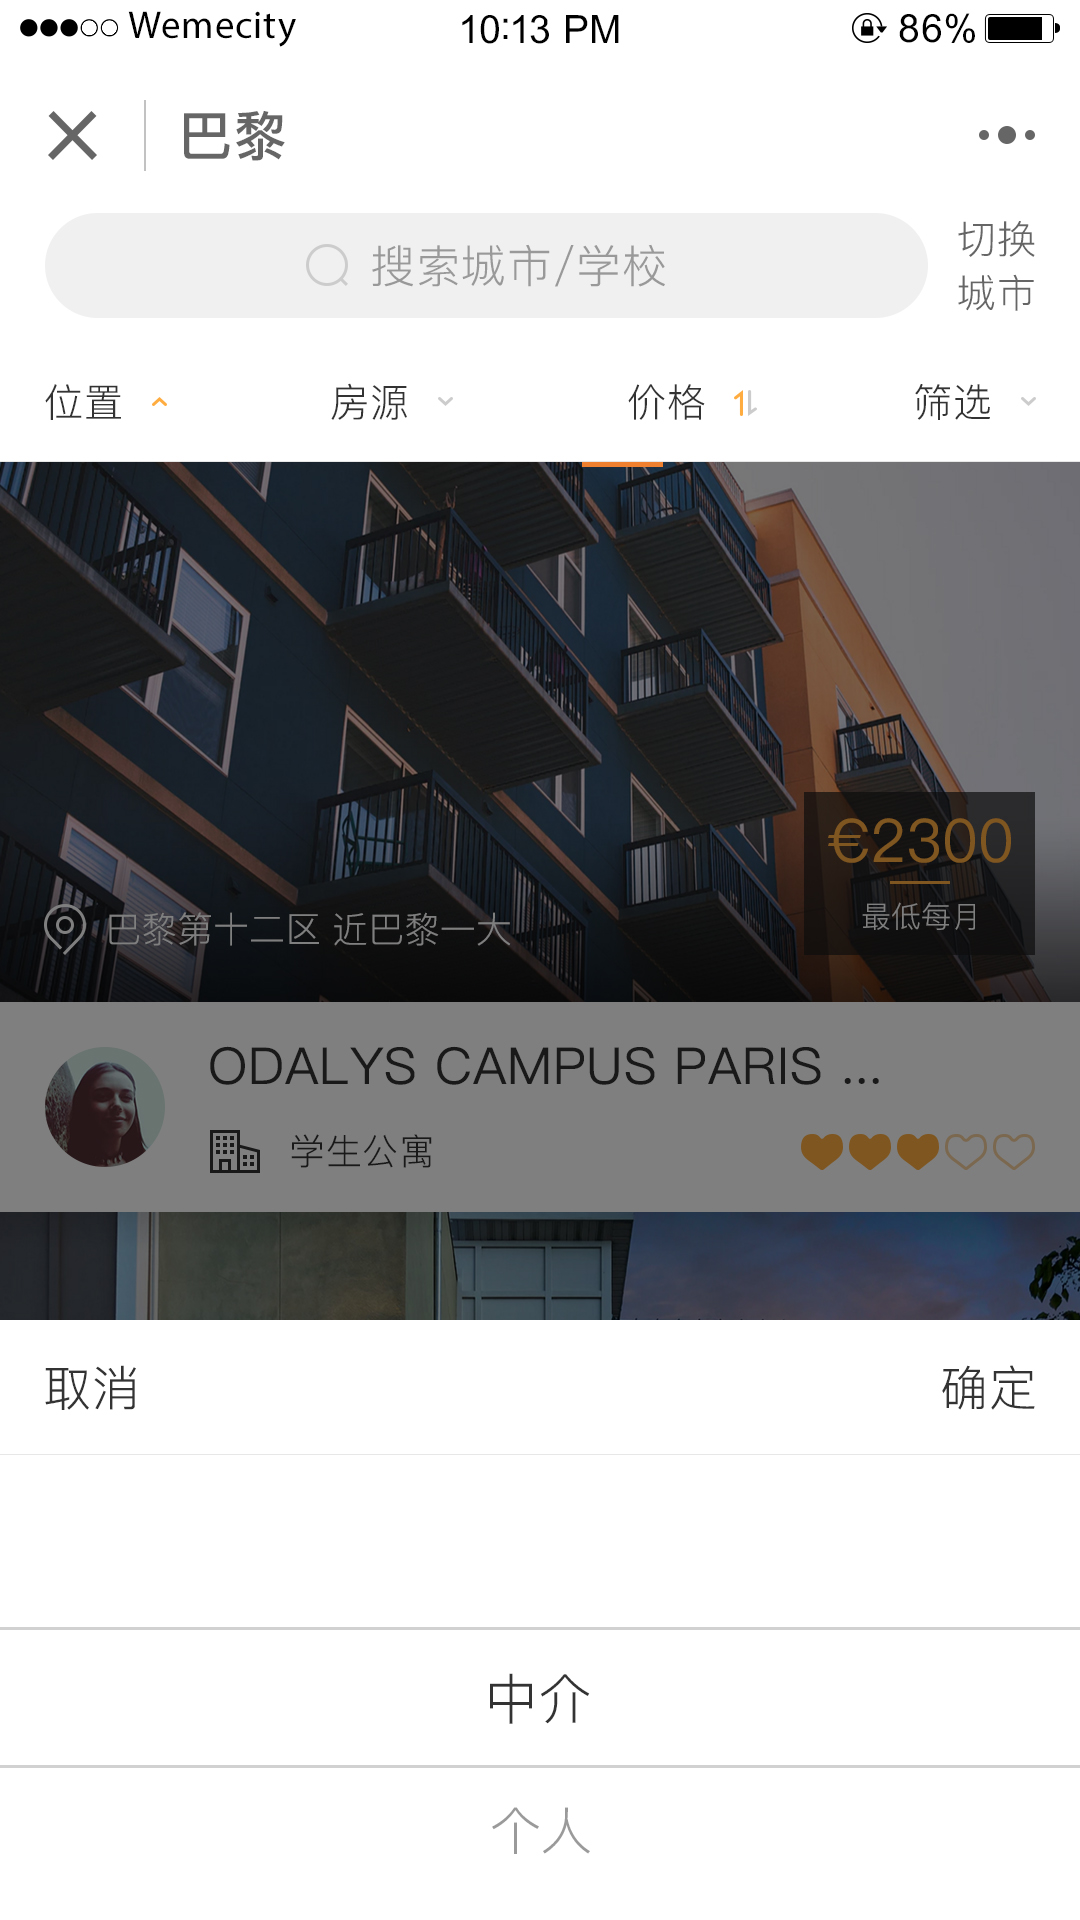 Wemecity 10:13 PM 86%
巴黎
搜索城市/学校
切换
城市
位置 房源 价格 筛选
€2300
最低每月
巴黎第十二区 近巴黎一大
ODALYS CAMPUS PARIS ...
学生公寓
取消 确定
中介
个人